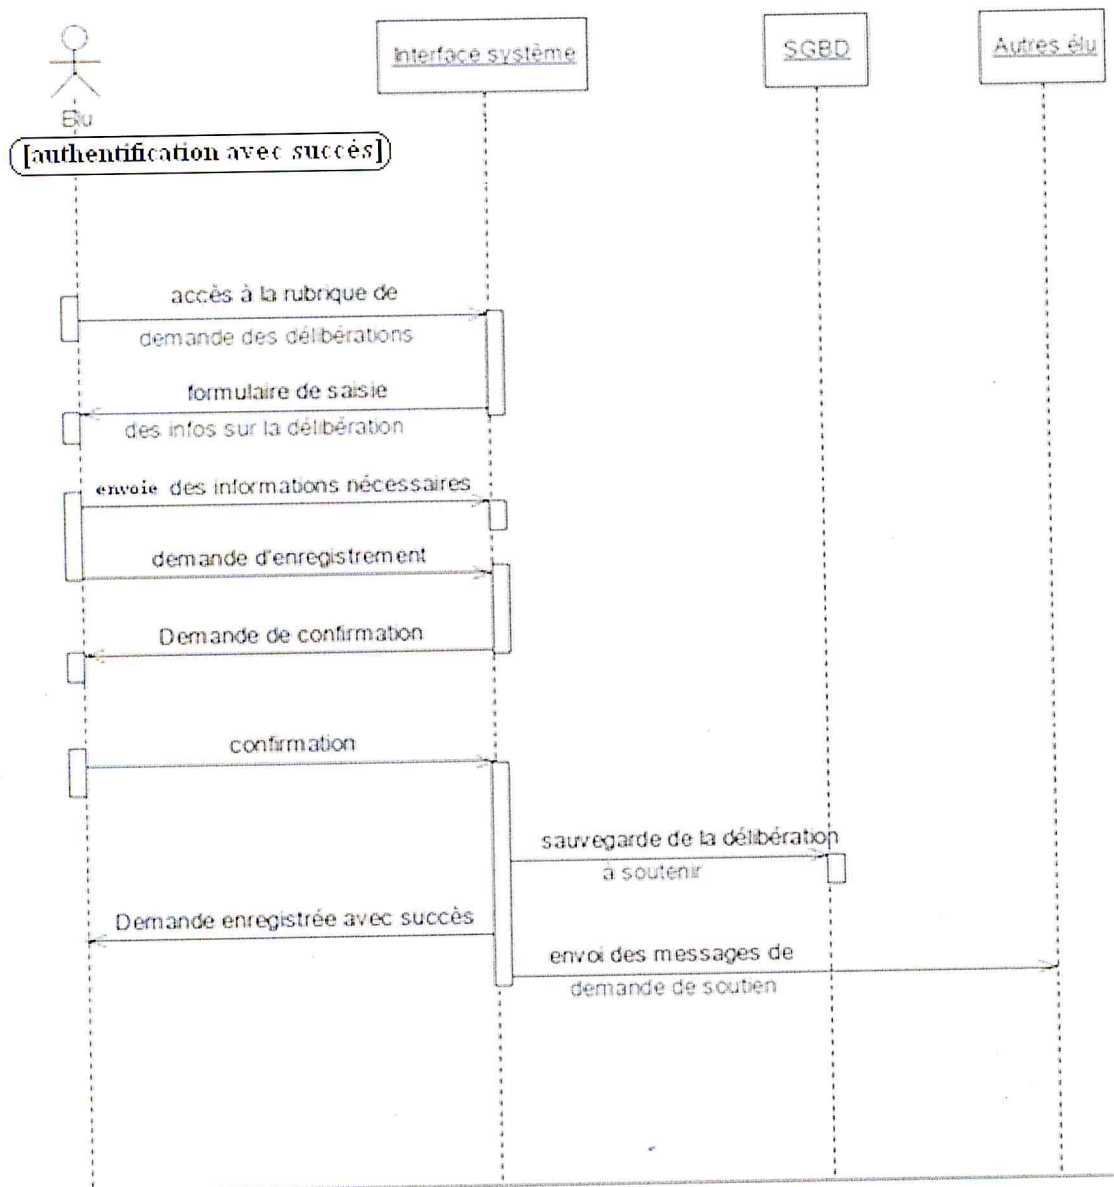 Interface système
SGBD
Autres élu
Elu
[authentification avec succès]
accès à la rubrique de
demande des délibérations
formulaire de saisie
des infos sur la délibération
envoie des informations nécessaires
demande d'enregistrement
Demande de confirmation
confirmation
sauvegarde de la délibération
à soutenir
Demande enregistrée avec succès
envoi des messages de
demande de soutien